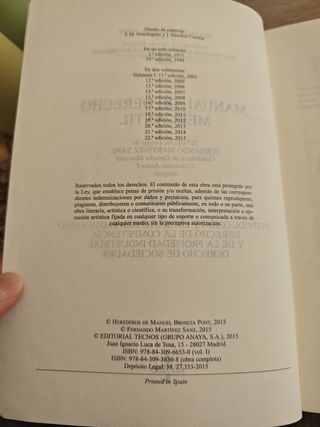 Diseño de cubierta:
J. M. Domínguez y J. Sánchez Cuenca
En un solo volumen
1.ª edición, 1971
10.ª edición, 1994
En dos volúmenes
Volumen I: 11.ª edición, 2002
12.ª edición, 2005
13.ª edición, 2006
14.ª edición, 2007
15.ª edición, 2008
16.ª edición, 2009
17.ª edición, 2010
18.ª edición, 2011
19.ª edición, 2012
20.ª edición, 2013
21.ª edición, 2014
22.ª edición, 2015
Reservados todos los derechos. El contenido de esta obra está protegido por
la Ley, que establece penas de prisión y/o multas, además de las correspon-
dientes indemnizaciones por daños y perjuicios, para quienes reprodujeren,
plagiaren, distribuyeren o comunicaren públicamente, en todo o en parte, una
obra literaria, artística o científica, o su transformación, interpretación o eje-
cución artística fijada en cualquier tipo de soporte o comunicada a través de
cualquier medio, sin la preceptiva autorización.
© HEREDEROS DE MANUEL BROSETA PONT, 2015
© FERNANDO MARTÍNEZ SANZ, 2015
© EDITORIAL TECNOS (GRUPO ANAYA, S.A.), 2015
Juan Ignacio Luca de Tena, 15 - 28027 Madrid
ISBN: 978-84-309-6653-0 (vol. I)
ISBN: 978-84-309-3830-8 (obra completa)
Depósito Legal: M. 27.353-2015
Printed in Spain